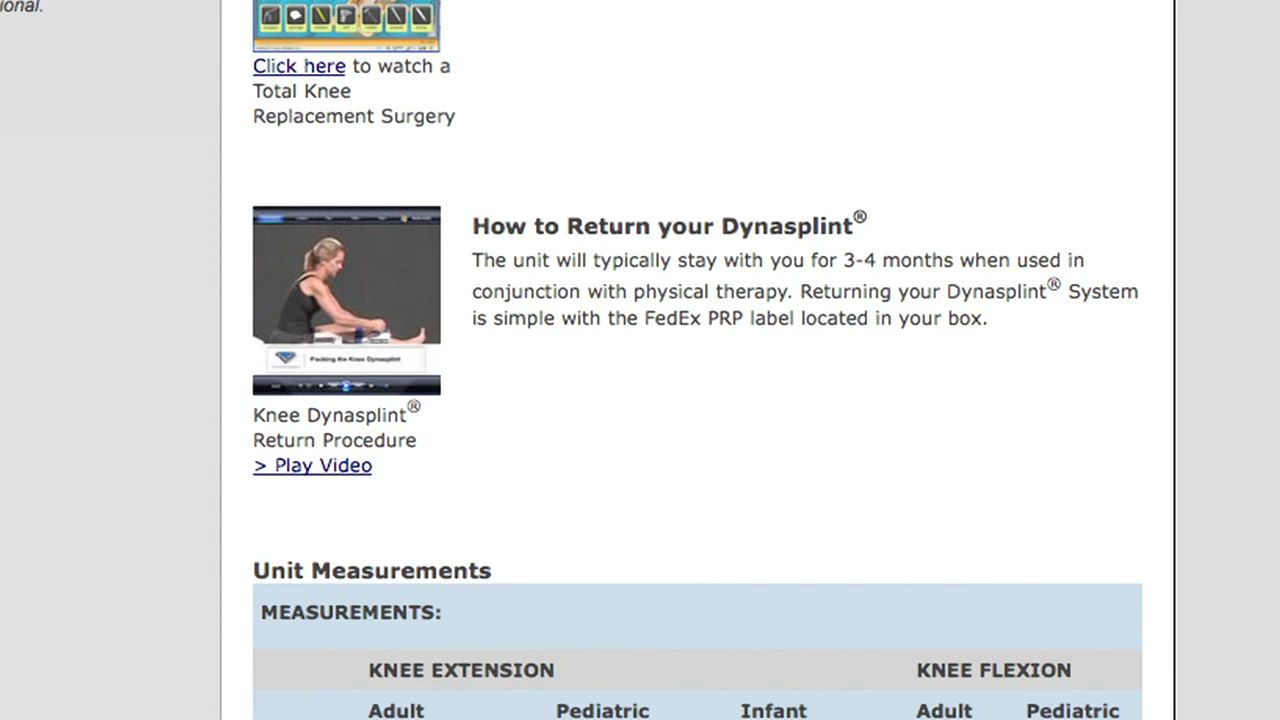 ional.
Click here to watch a
Total Knee
Replacement Surgery
How to Return your Dynasplint®
The unit will typically stay with you for 3-4 months when used in
conjunction with physical therapy. Returning your Dynasplint® System
is simple with the FedEx PRP label located in your box.
Packing the Knee Dynasplint
Knee Dynasplint®
Return Procedure
> Play Video
Unit Measurements
MEASUREMENTS:
KNEE EXTENSION KNEE FLEXION
Adult Pediatric Infant Adult Pediatric